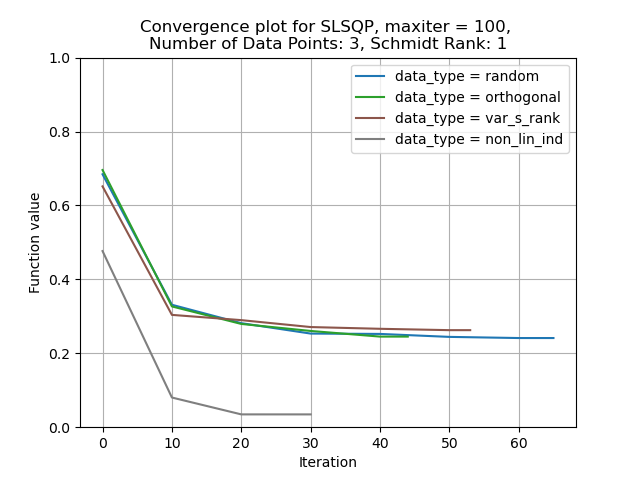 Convergence plot for SLSQP, maxiter = 100,
Number of Data Points: 3, Schmidt Rank: 1
1.0
0.8
0.6
0.4
0.2
0.0
Function value
data_type = random
data_type = orthogonal
data_type = var_s_rank
data_type = non_lin_ind
0 10 20 30 40 50 60
Iteration